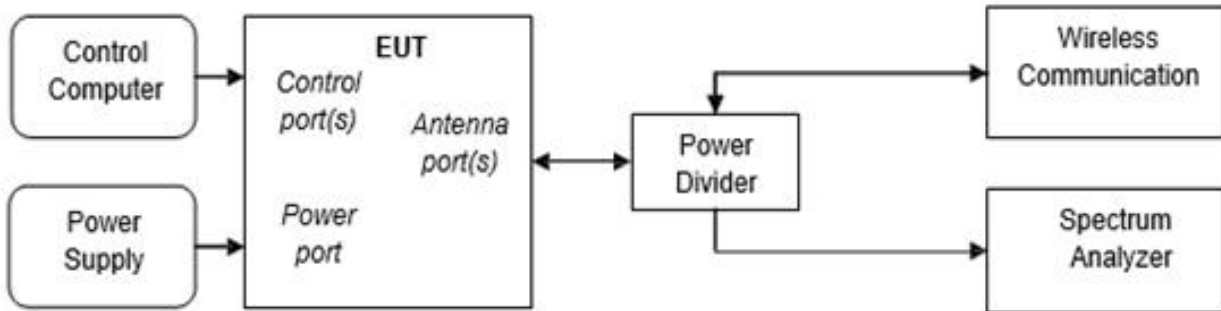 Control
Computer
Power
Supply
EUT
Control
port(s)
Antenna
port(s)
Power
port
Power
Divider
Wireless
Communication
Spectrum
Analyzer